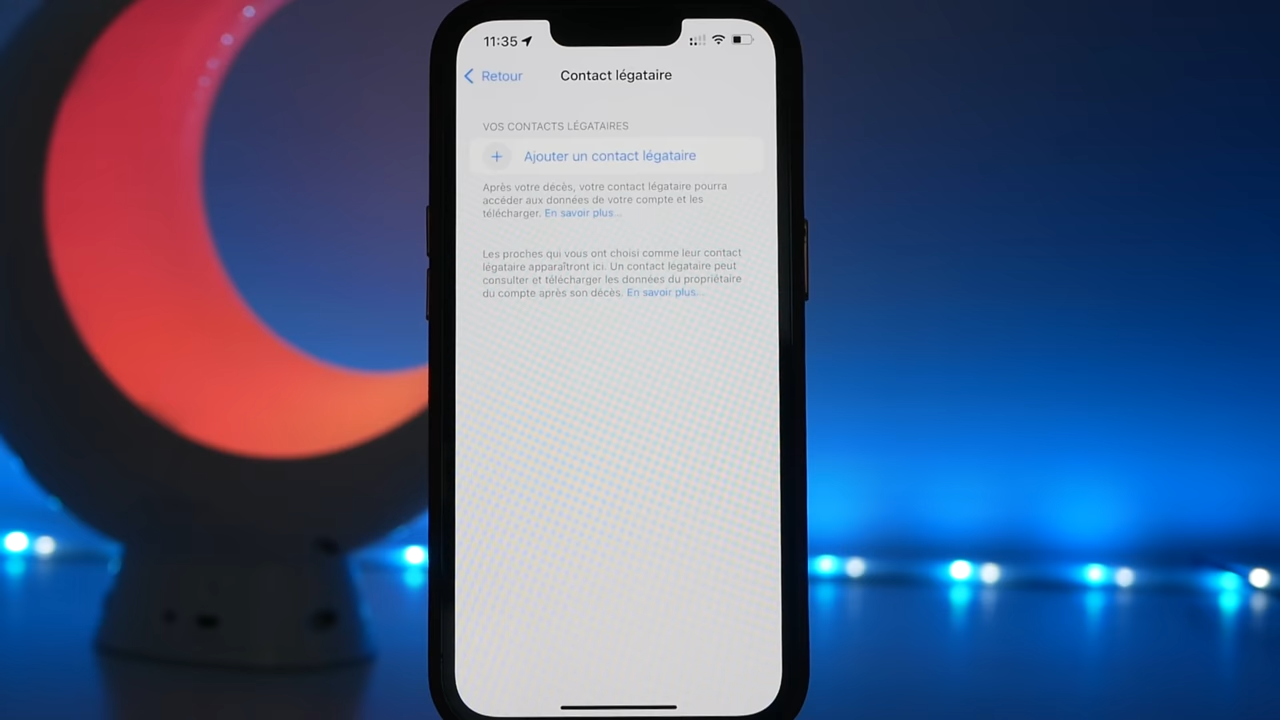 11:35
Retour
Contact légataire
VOS CONTACTS LÉGATAIRES
+ Ajouter un contact légataire
Après votre décès, votre contact légataire pourra
accéder aux données de votre compte et les
télécharger. En savoir plus...
Les proches qui vous ont choisi comme leur contact
légataire apparaîtront ici. Un contact légataire peut
consulter et télécharger les données du propriétaire
du compte après son décès. En savoir plus...